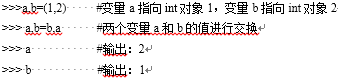 >>>a,b=(1,2) #变量 a 指向 int 对象 1，变量 b 指向 int 对象 2
>>>a,b=b,a #两个变量 a 和 b 的值进行交换
>>> a #输出：2
>>> b #输出：1